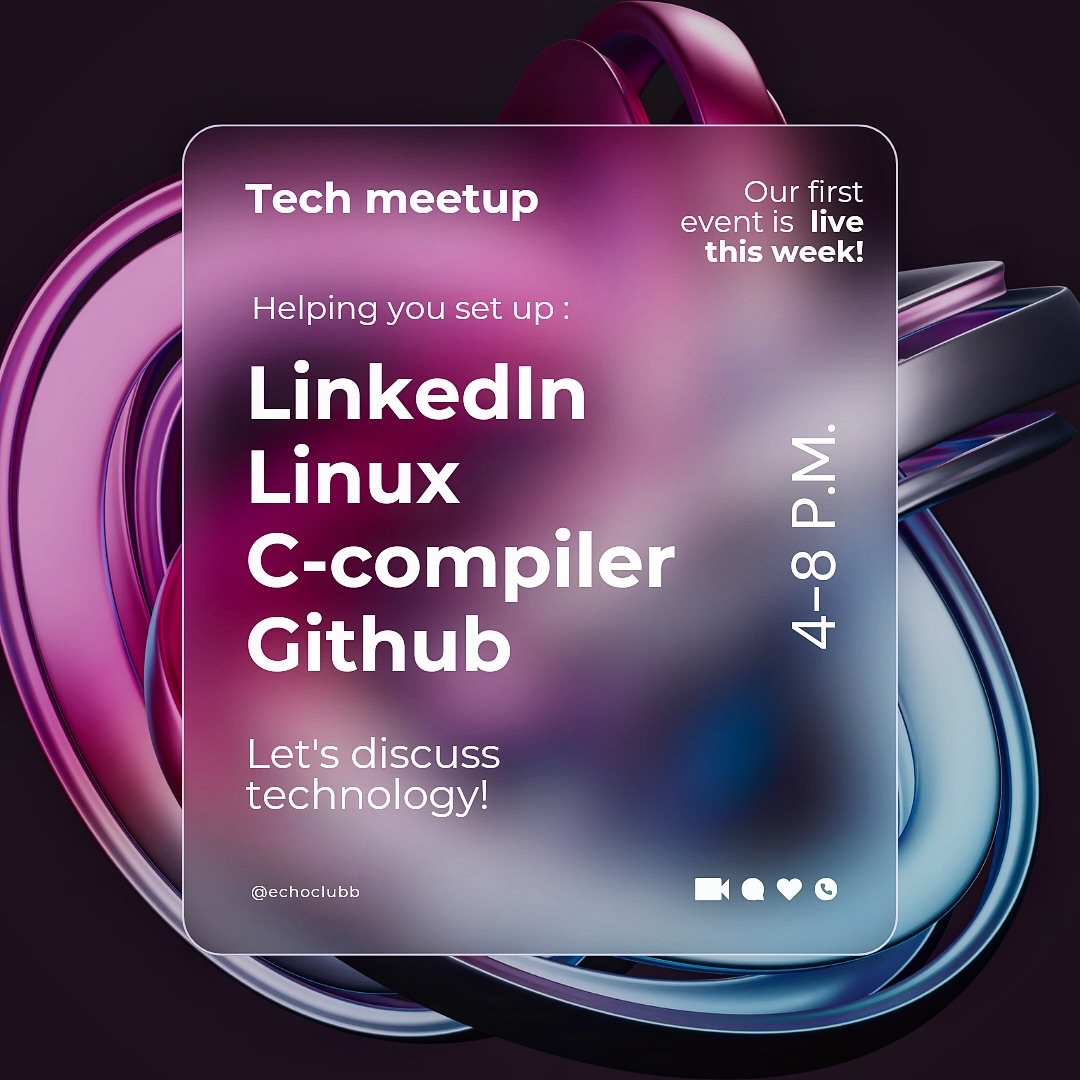 Tech meetup
Our first
event is live
this week!
Helping you set up :
LinkedIn
Linux
C-compiler
Github
4-8 P.M.
Let's discuss
technology!
@echoclubb